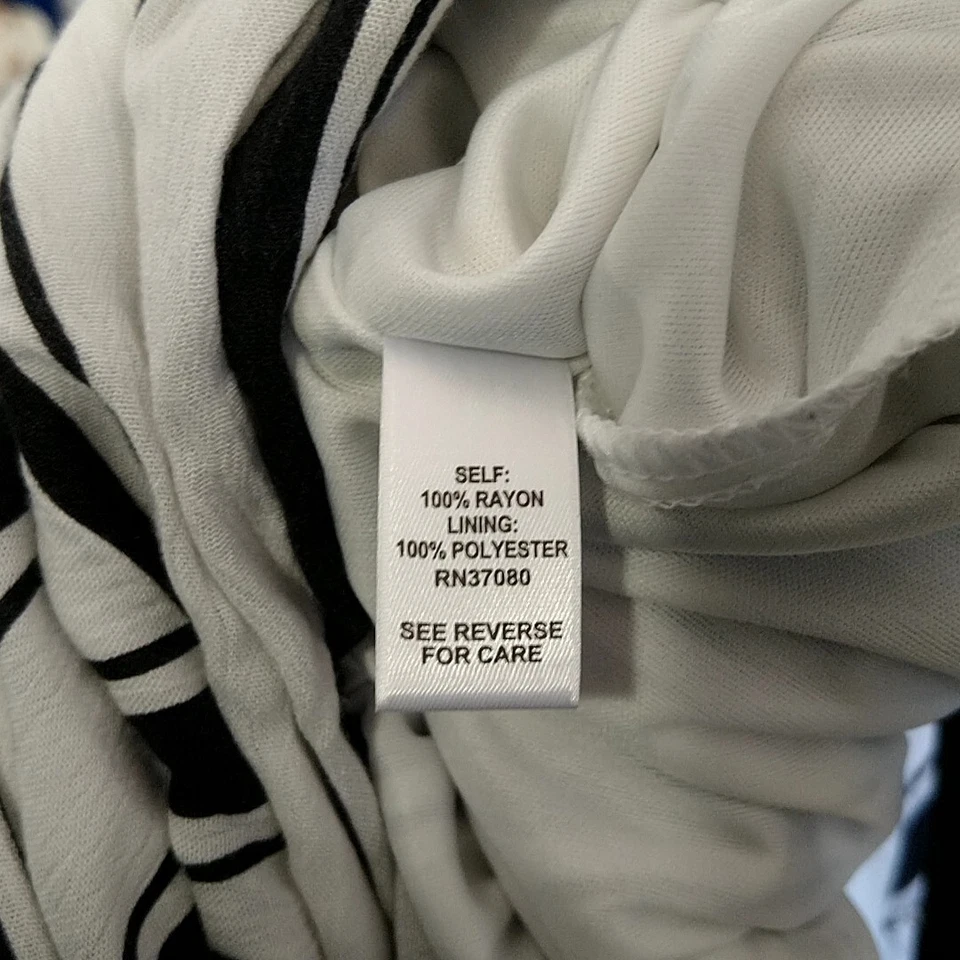 SELF:
100% RAYON
LINING:
100% POLYESTER
RN37080
SEE REVERSE
FOR CARE